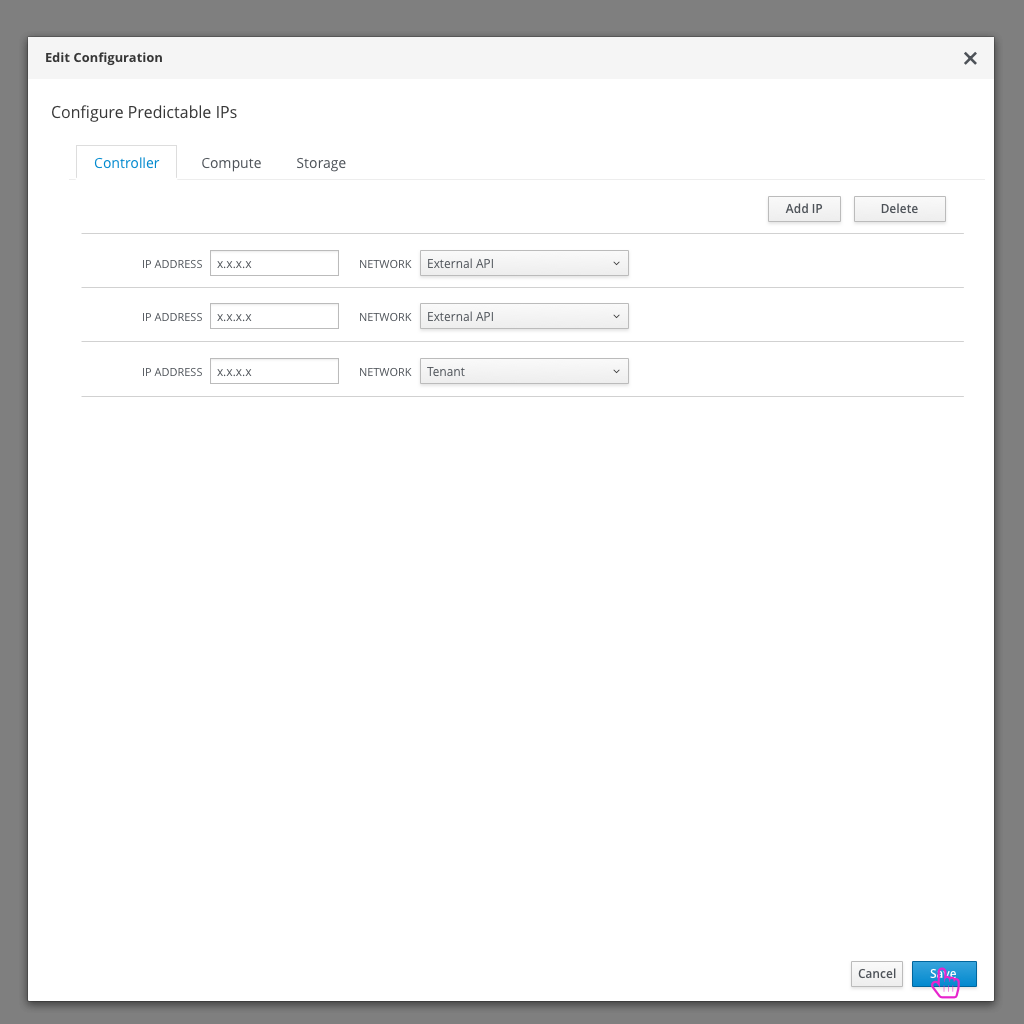 Edit Configuration
Configure Predictable IPs
Controller Compute Storage
Add IP Delete
IP ADDRESS x.x.x.x NETWORK External API
IP ADDRESS x.x.x.x NETWORK External API
IP ADDRESS x.x.x.x NETWORK Tenant
Cancel Save